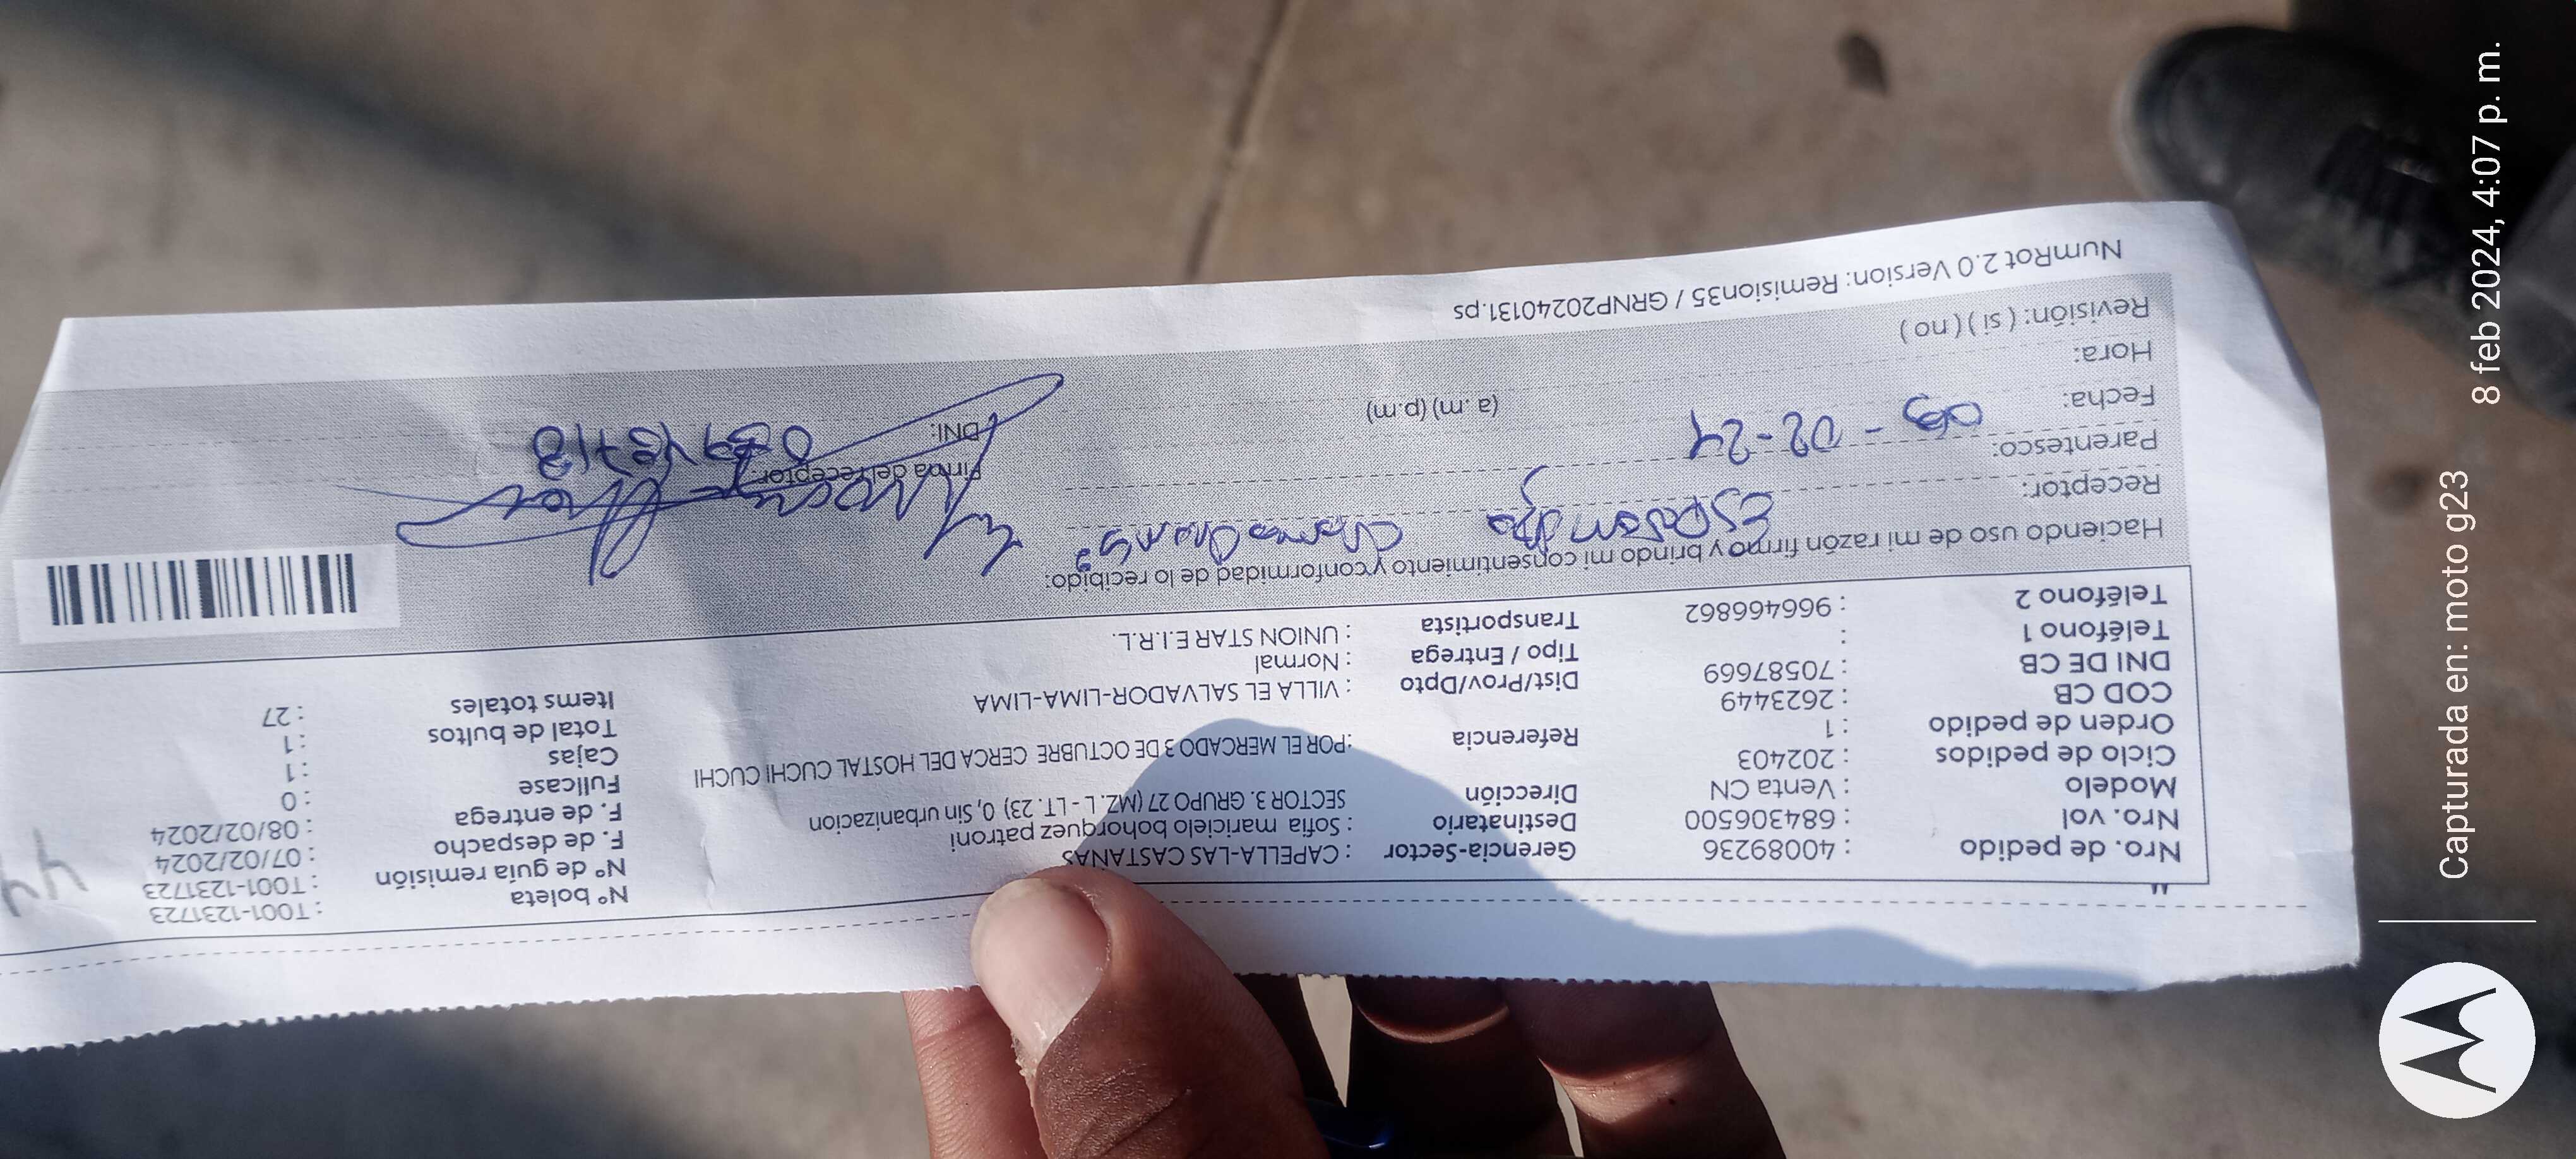 Nro. de pedido : 40089236 Gerencia-Sector : CAPELLA-LAS CASTAÑAS Nº boleta : T001-1231723
Nro. vol : 684306500 Destinatario : Sofia maricielo bohorquez patroni Nº de guía remisión : T001-1231723
Modelo : Venta CN Dirección SECTOR 3. GRUPO 27 (MZ. L - LT. 23) 0, Sin urbanizacion F. de despacho : 07/02/2024
Ciclo de pedidos : 202403 F. de entrega : 08/02/2024
Orden de pedido : 1 Referencia :POR EL MERCADO 3 DE OCTUBRE CERCA DEL HOSTAL CUCHI CUCHI Fullcase : 0
COD CB : 2623449 Cajas : 1
DNI DE CB : 70587669 Dist/Prov/Dpto : VILLA EL SALVADOR-LIMA-LIMA Total de bultos : 1
Teléfono 1 : Tipo / Entrega : Normal Items totales : 27
Teléfono 2 : 966466862 Transportista : UNION STAR E.I.R.L.
44
Haciendo uso de mi razón firmo y brindo mi consentimiento y conformidad de lo recibido:
Receptor:
Parentesco: Firma del receptor:
Fecha: 08-02-24 DNI:
Hora: (a .m) (p.m)
Revisión: ( si ) ( no )
NumRot 2.0 Version: Remision35 / GRNP20240131.ps
Capturada en: moto g23 8 feb 2024, 4:07 p. m.